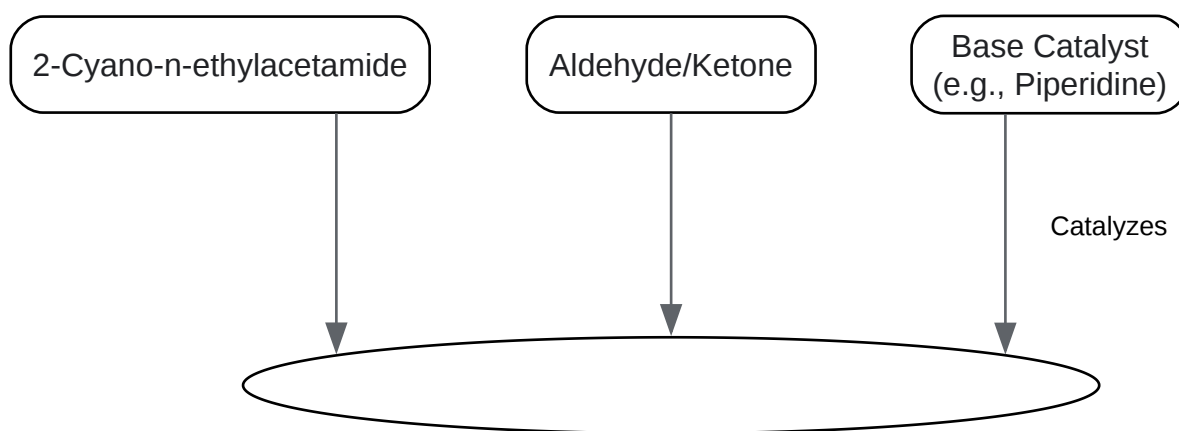 2-Cyano-n-ethylacetamide
Aldehyde/Ketone
Base Catalyst
(e.g., Piperidine)
Catalyzes